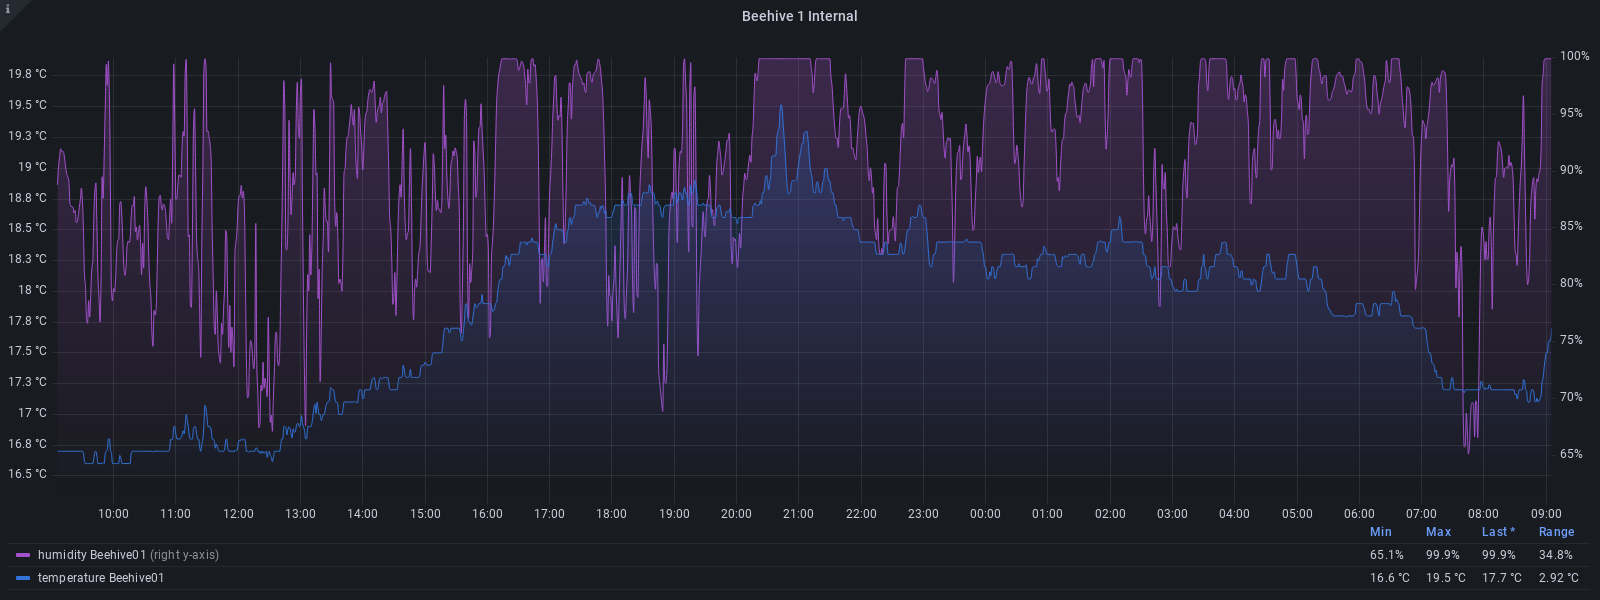 i
Beehive 1 Internal
19.8 °C
19.5 °C
19.3 °C
19 °C
18.8 °C
18.5 °C
18.3 °C
18 °C
17.8 °C
17.5 °C
17.3 °C
17 °C
16.8 °C
16.5 °C
100%
95%
90%
85%
80%
75%
70%
65%
10:00 11:00 12:00 13:00 14:00 15:00 16:00 17:00 18:00 19:00 20:00 21:00 22:00 23:00 00:00 01:00 02:00 03:00 04:00 05:00 06:00 07:00 08:00 09:00
Min Max Last * Range
humidity Beehive01 (right y-axis) 65.1% 99.9% 99.9% 34.8%
temperature Beehive01 16.6 °C 19.5 °C 17.7 °C 2.92 °C